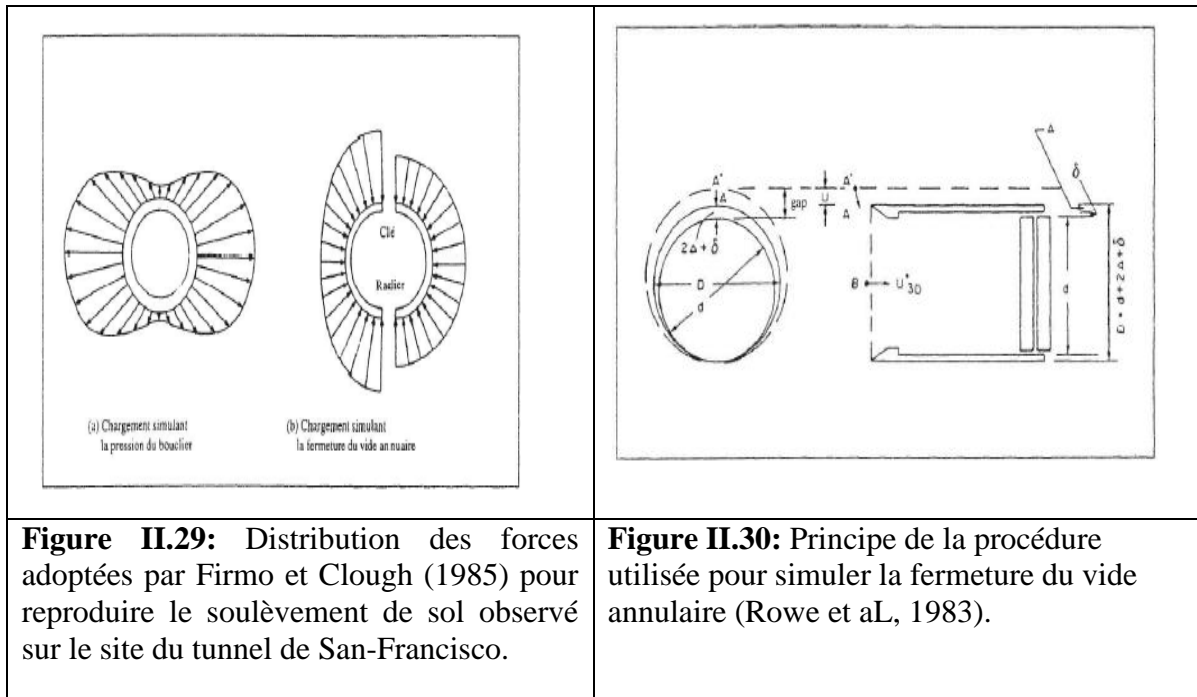 Clé
Radier
(a) Chargement simulant
la pression du bouclier
(b) Chargement simulant
la fermeture du vide annuaire
Δ'
Δ
gap
U
Δ'
Δ
2Δ + δ
D
d
B
U*3D
Δ
δ
d
D = d + 2Δ + δ
Figure II.29: Distribution des forces
adoptées par Firmo et Clough (1985) pour
reproduire le soulèvement de sol observé
sur le site du tunnel de San-Francisco.
Figure II.30: Principe de la procédure
utilisée pour simuler la fermeture du vide
annulaire (Rowe et aL, 1983).